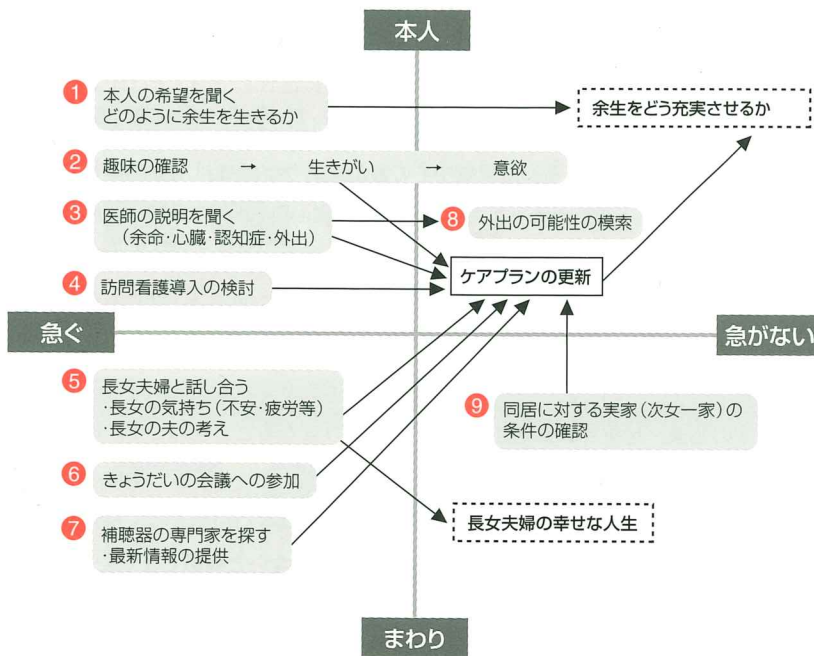 本人
1 本人の希望を聞く
どのように余生を生きるか
余生をどう充実させるか
2 趣味の確認 → 生きがい → 意欲
3 医師の説明を聞く
(余命・心臓・認知症・外出)
8 外出の可能性の模索
ケアプランの更新
4 訪問看護導入の検討
急ぐ
急がない
5 長女夫婦と話し合う
・長女の気持ち(不安・疲労等)
・長女の夫の考え
9 同居に対する実家(次女一家)の
条件の確認
6 きょうだいの会議への参加
長女夫婦の幸せな人生
7 補聴器の専門家を探す
・最新情報の提供
まわり